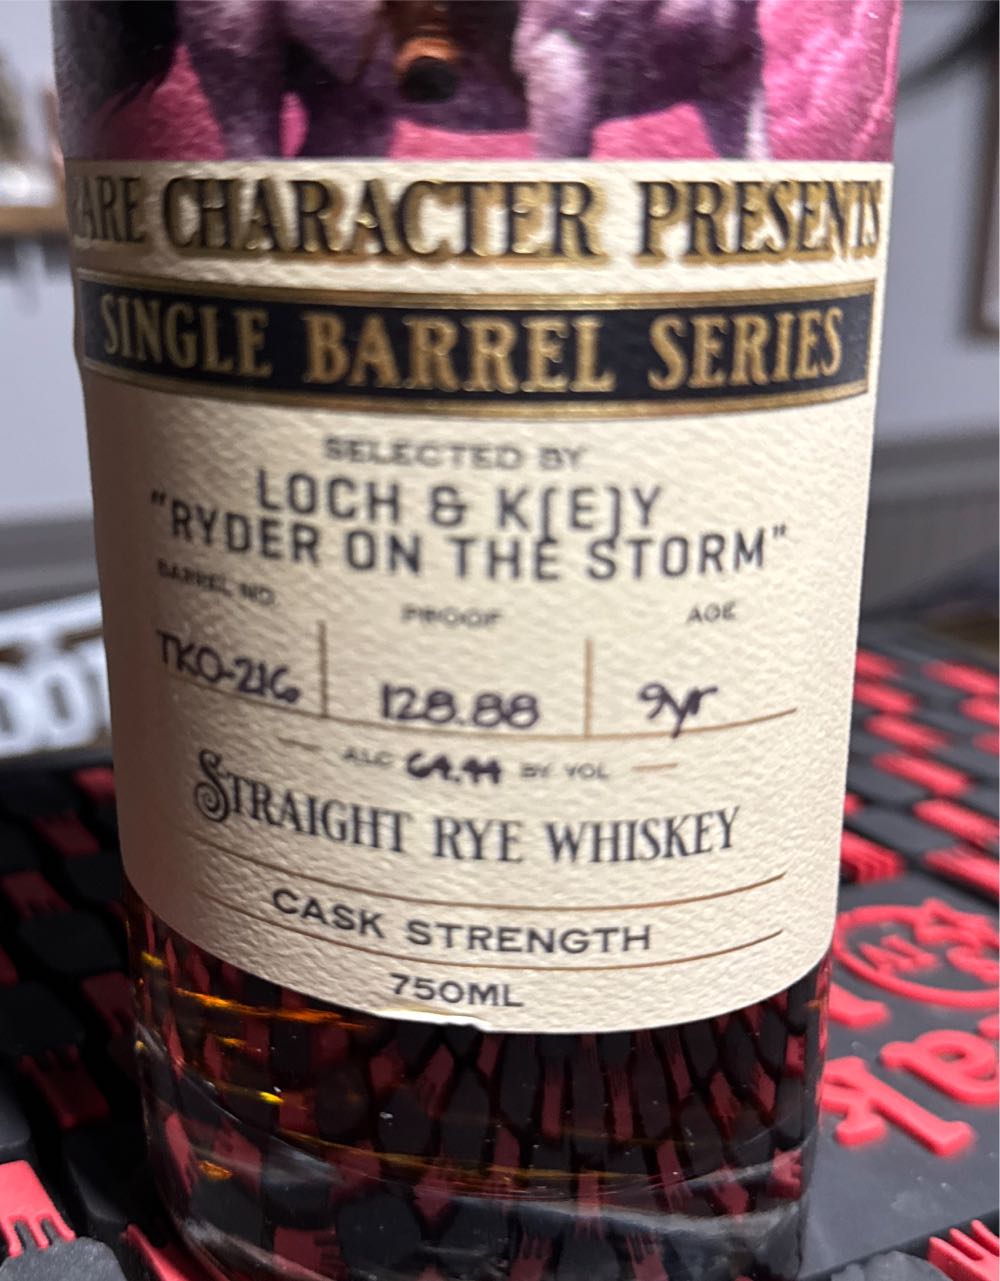 RARE CHARACTER PRESENTS
SINGLE BARREL SERIES
SELECTED BY
LOCH & K[E]Y
"RYDER ON THE STORM"
BARREL NO. PROOF AGE
TKO-216 128.88 9yr
ALC 64.44 BY VOL
STRAIGHT RYE WHISKEY
CASK STRENGTH
750ML